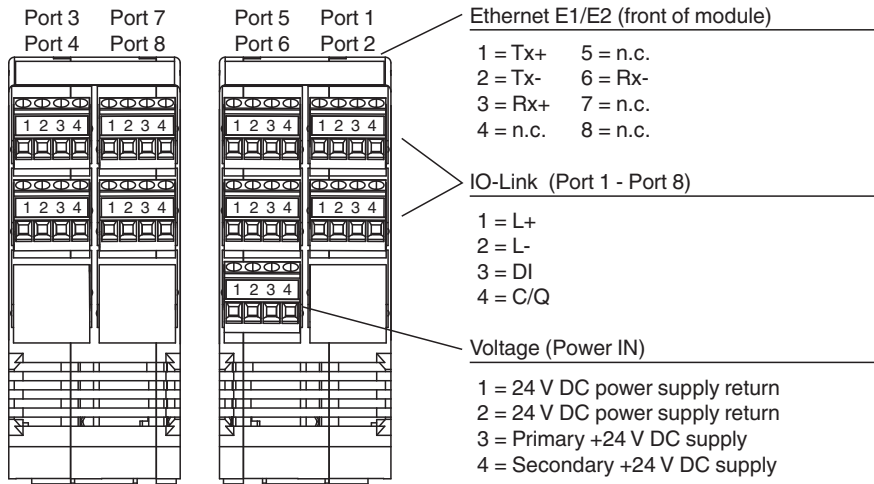 Port 3 Port 7
Port 4 Port 8
Port 5 Port 1
Port 6 Port 2
1 2 3 4
1 2 3 4
1 2 3 4
1 2 3 4
1 2 3 4
1 2 3 4
1 2 3 4
1 2 3 4
1 2 3 4
Ethernet E1/E2 (front of module)
1 = Tx+ 5 = n.c.
2 = Tx- 6 = Rx-
3 = Rx+ 7 = n.c.
4 = n.c. 8 = n.c.
IO-Link (Port 1 - Port 8)
1 = L+
2 = L-
3 = DI
4 = C/Q
Voltage (Power IN)
1 = 24 V DC power supply return
2 = 24 V DC power supply return
3 = Primary +24 V DC supply
4 = Secondary +24 V DC supply